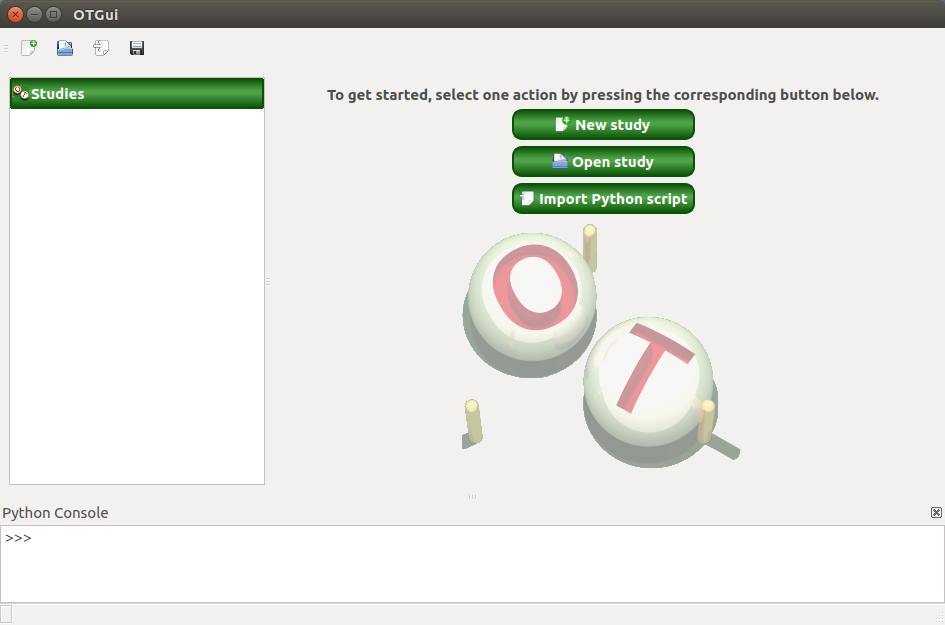 OTGui
Studies
To get started, select one action by pressing the corresponding button below.
New study
Open study
Import Python script
O
T
Python Console
>>>